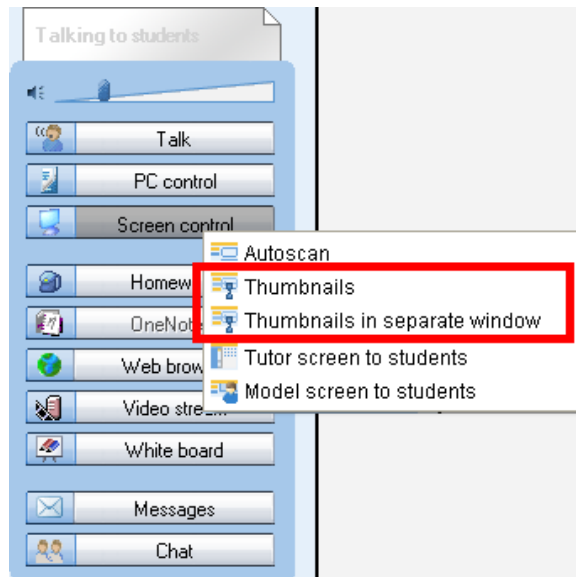 Talking to students
Talk
PC control
Screen control
Autoscan
Homew
Thumbnails
OneNot
Thumbnails in separate window
Web brow
Tutor screen to students
Video stre
Model screen to students
White board
Messages
Chat